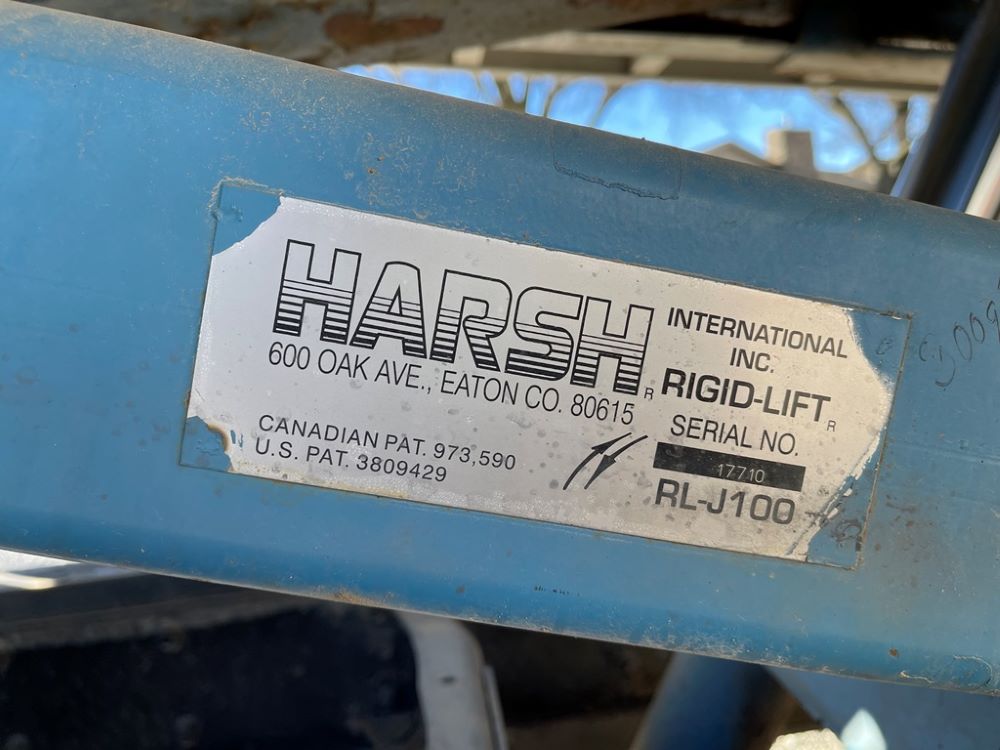 HARSH R
INTERNATIONAL
INC.
600 OAK AVE., EATON CO. 80615
RIGID-LIFT R
CANADIAN PAT. 973,590
U.S. PAT. 3809429
SERIAL NO.
17710
RL-J100